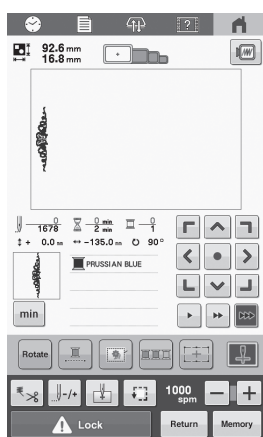 92.6 mm
16.8 mm
0 0 min 0
1678 2 min 1
+ 0.0 mm -135.0 mm 90°
PRUSSIAN BLUE
min
Rotate
-/+ 1000 spm - +
Lock Return Memory